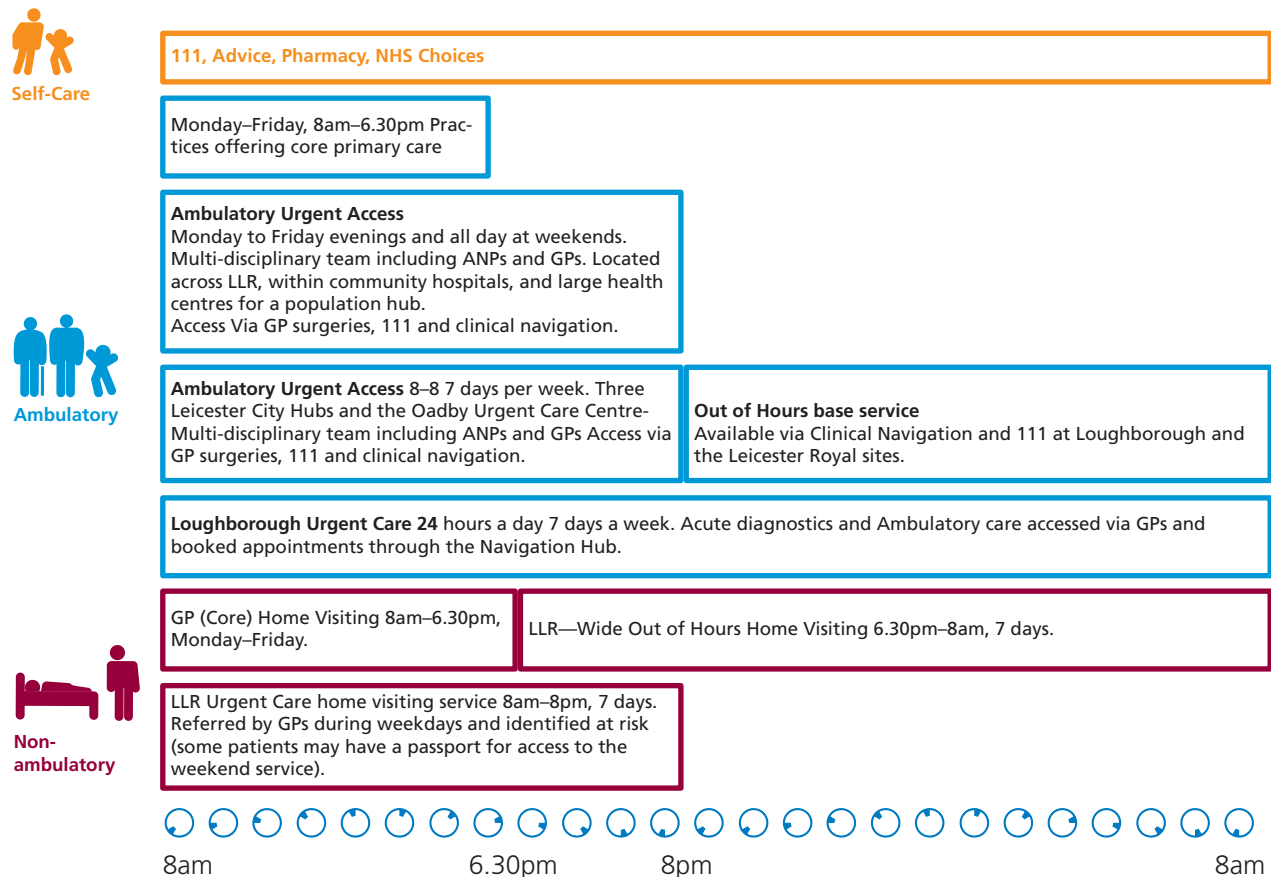 111, Advice, Pharmacy, NHS Choices
Self-Care
Monday–Friday, 8am–6.30pm Prac-
tices offering core primary care
Ambulatory Urgent Access
Monday to Friday evenings and all day at weekends.
Multi-disciplinary team including ANPs and GPs. Located
across LLR, within community hospitals, and large health
centres for a population hub.
Access Via GP surgeries, 111 and clinical navigation.
Ambulatory
Ambulatory Urgent Access 8–8 7 days per week. Three
Leicester City Hubs and the Oadby Urgent Care Centre-
Multi-disciplinary team including ANPs and GPs Access via
GP surgeries, 111 and clinical navigation.
Out of Hours base service
Available via Clinical Navigation and 111 at Loughborough and
the Leicester Royal sites.
Loughborough Urgent Care 24 hours a day 7 days a week. Acute diagnostics and Ambulatory care accessed via GPs and
booked appointments through the Navigation Hub.
GP (Core) Home Visiting 8am–6.30pm,
Monday–Friday.
LLR—Wide Out of Hours Home Visiting 6.30pm–8am, 7 days.
Non-
ambulatory
LLR Urgent Care home visiting service 8am–8pm, 7 days.
Referred by GPs during weekdays and identified at risk
(some patients may have a passport for access to the
weekend service).
8am
6.30pm
8pm
8am